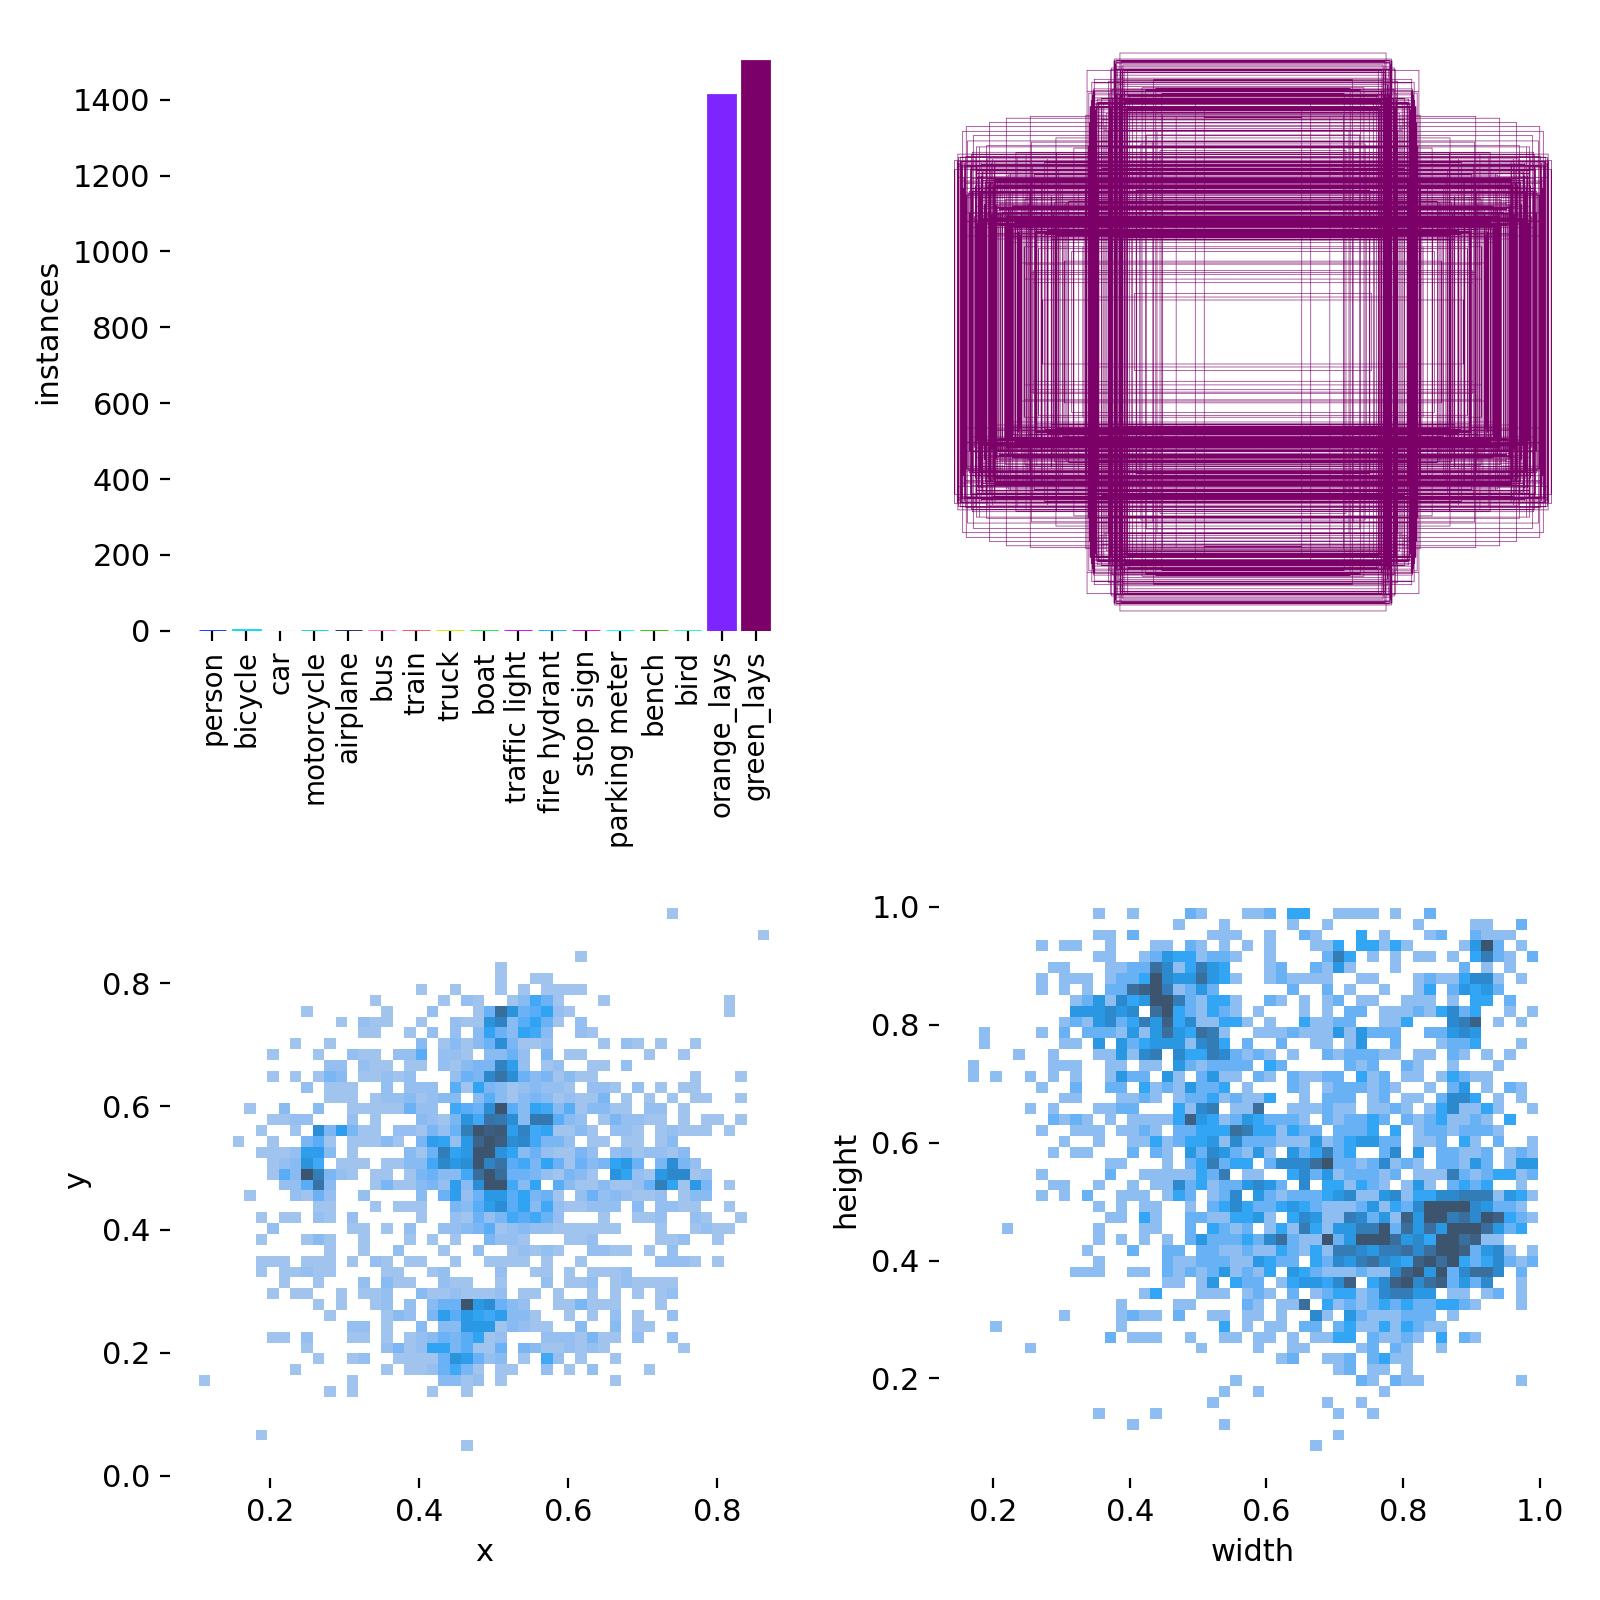 instances
1400
1200
1000
800
600
400
200
0
person
bicycle
car
motorcycle
airplane
bus
train
truck
boat
traffic light
fire hydrant
stop sign
parking meter
bench
bird
orange_lays
green_lays
y
0.8
0.6
0.4
0.2
0.0
0.2 0.4 0.6 0.8
x
height
1.0
0.8
0.6
0.4
0.2
0.2 0.4 0.6 0.8 1.0
width